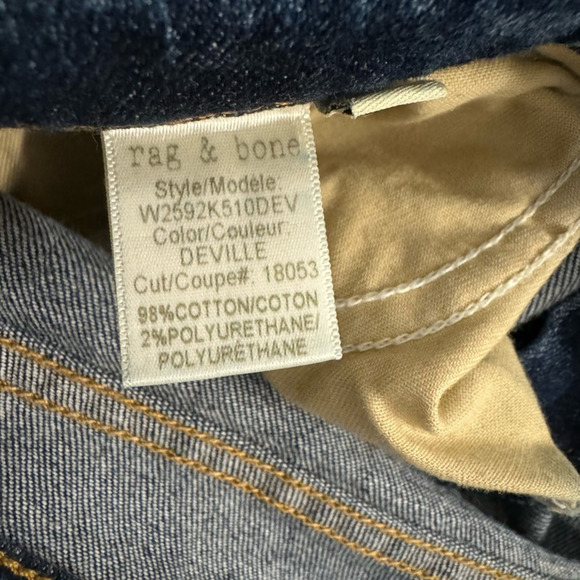 rag & bone
Style/Modèle:
W2592K510DEV
Color/Couleur:
DEVILLE
Cut/Coupe#: 18053
98%COTTON/COTON
2%POLYURETHANE/
POLYURÉTHANE